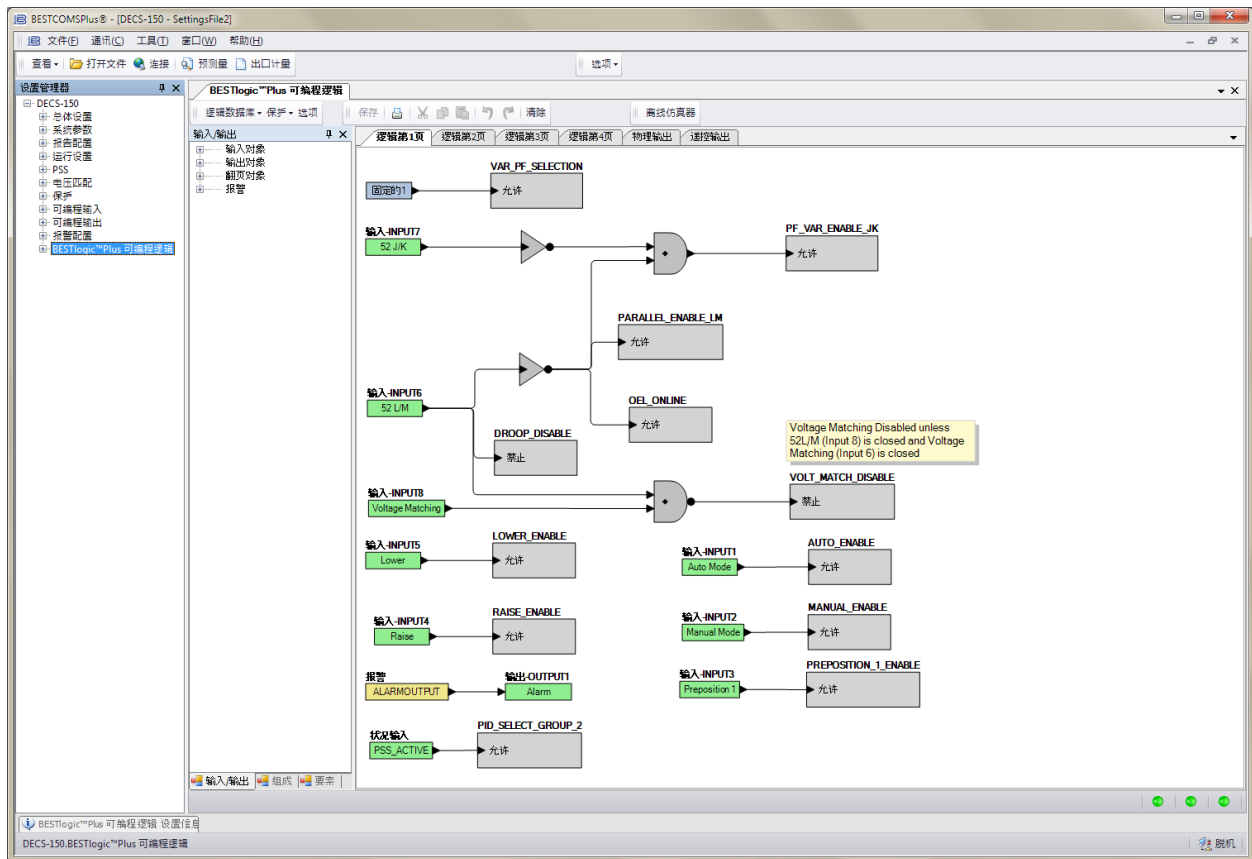 BESTCOMSPlus® - [DECS-150 - SettingsFile2]
文件(F) 通讯(C) 工具(T) 窗口(W) 帮助(H)
查看 打开文件 连接 预测量 出口计量 选项
设置管理器
DECS-150
总体设置
系统参数
报告配置
运行设置
PSS
电压匹配
保护
可编程输入
可编程输出
报警配置
BESTlogic™Plus 可编程逻辑
BESTlogic™Plus 可编程逻辑
逻辑数据库 保护 选项 保存 清除 离线仿真器
输入/输出
输入对象
输出对象
翻页对象
报警
逻辑第1页 逻辑第2页 逻辑第3页 逻辑第4页 物理输出 遥控输出
VAR_PF_SELECTION
固定的1 允许
输入-INPUT7
52 J/K
PF_VAR_ENABLE_JK
允许
PARALLEL_ENABLE_LM
允许
输入-INPUT6
52 L/M
OEL_ONLINE
允许
DROOP_DISABLE
禁止
Voltage Matching Disabled unless
52L/M (Input 8) is closed and Voltage
Matching (Input 6) is closed
输入-INPUT8
Voltage Matching
VOLT_MATCH_DISABLE
禁止
输入-INPUT5
Lower
LOWER_ENABLE
允许
输入-INPUT1
Auto Mode
AUTO_ENABLE
允许
输入-INPUT4
Raise
RAISE_ENABLE
允许
输入-INPUT2
Manual Mode
MANUAL_ENABLE
允许
报警
ALARMOUTPUT
输出-OUTPUT1
Alarm
输入-INPUT3
Preposition 1
PREPOSITION_1_ENABLE
允许
状况输入
PSS_ACTIVE
PID_SELECT_GROUP_2
允许
输入/输出 组成 要素
BESTlogic™Plus 可编程逻辑 设置信息
DECS-150.BESTlogic™Plus 可编程逻辑
脱机